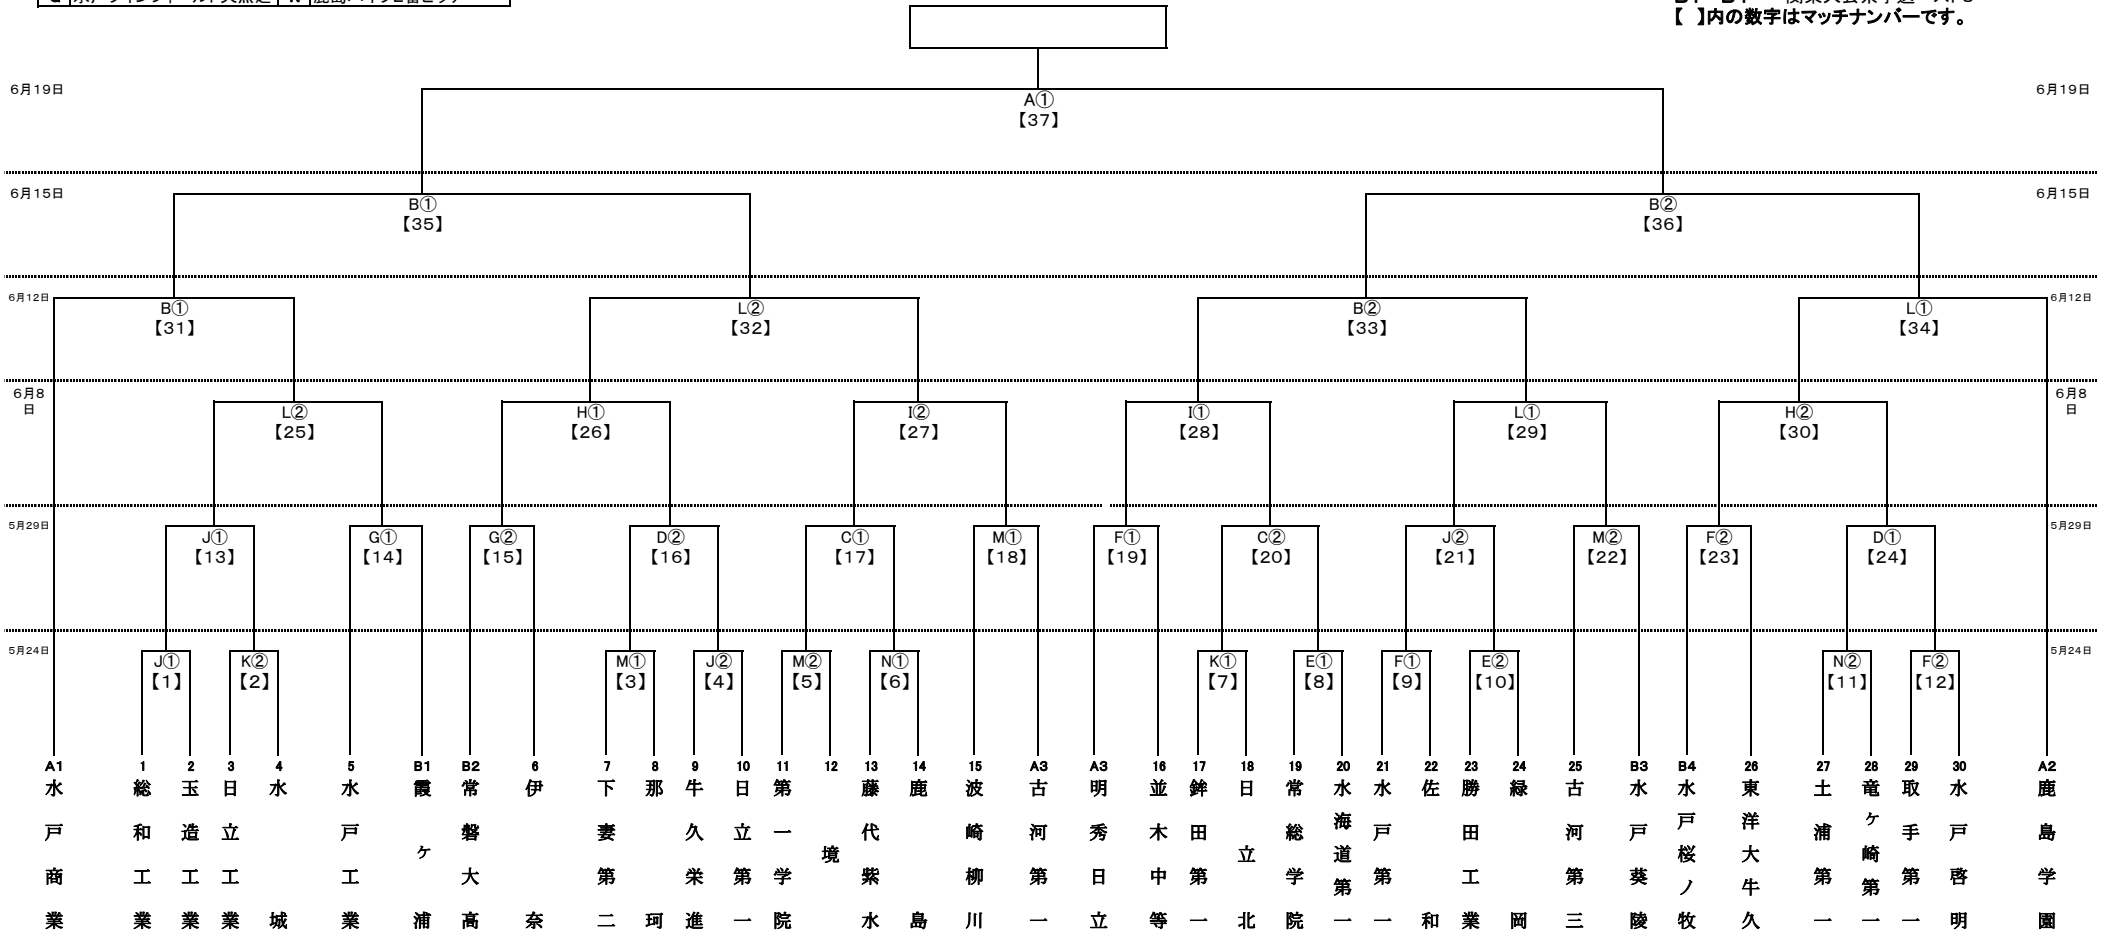 【 】内の数字はマッチナンバーです。
6月19日
A①
【37】
6月19日
6月15日
B①
【35】
B②
【36】
6月15日
6月12日
B①
【31】
L②
【32】
B②
【33】
L①
【34】
6月12日
6月8
日
L②
【25】
H①
【26】
I②
【27】
I①
【28】
L①
【29】
H②
【30】
6月8
日
5月29日
J①
【13】
G①
【14】
G②
【15】
D②
【16】
C①
【17】
M①
【18】
F①
【19】
C②
【20】
J②
【21】
M②
【22】
F②
【23】
D①
【24】
5月29日
5月24日
J①
【1】
K②
【2】
M①
【3】
J②
【4】
M②
【5】
N①
【6】
K①
【7】
E①
【8】
F①
【9】
E②
【10】
N②
【11】
F②
【12】
5月24日
A1
水戸商業
1
総和工業
2
玉造工業
3
日立工業
4
水城
5
水戸工業
B1
霞ヶ浦
B2
常磐大高
6
伊奈
7
下妻第二
8
那珂
9
牛久栄進
10
日立第一
11
第一学院
12
境
13
藤代紫水
14
鹿島
15
波崎柳川
A3
古河第一
A3
明秀日立
16
並木中等
17
鉾田第一
18
日立北
19
常総学院
20
水海道第一
21
水戸第一
22
佐和
23
勝田工業
24
緑岡
25
古河第三
B3
水戸葵陵
B4
水戸桜ノ牧
26
東洋大牛久
27
土浦第一
28
竜ヶ崎第一
29
取手第一
30
水戸啓明
A2
鹿島学園